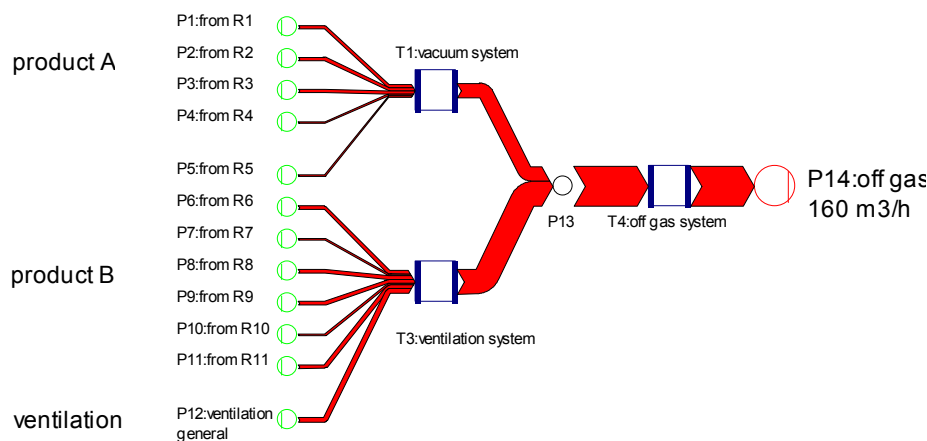 product A
P1:from R1
P2:from R2
P3:from R3
P4:from R4
P5:from R5
T1:vacuum system
product B
P6:from R6
P7:from R7
P8:from R8
P9:from R9
P10:from R10
P11:from R11
T3:ventilation system
ventilation
P12:ventilation
general
P13
T4:off gas system
P14:off gas
160 m3/h